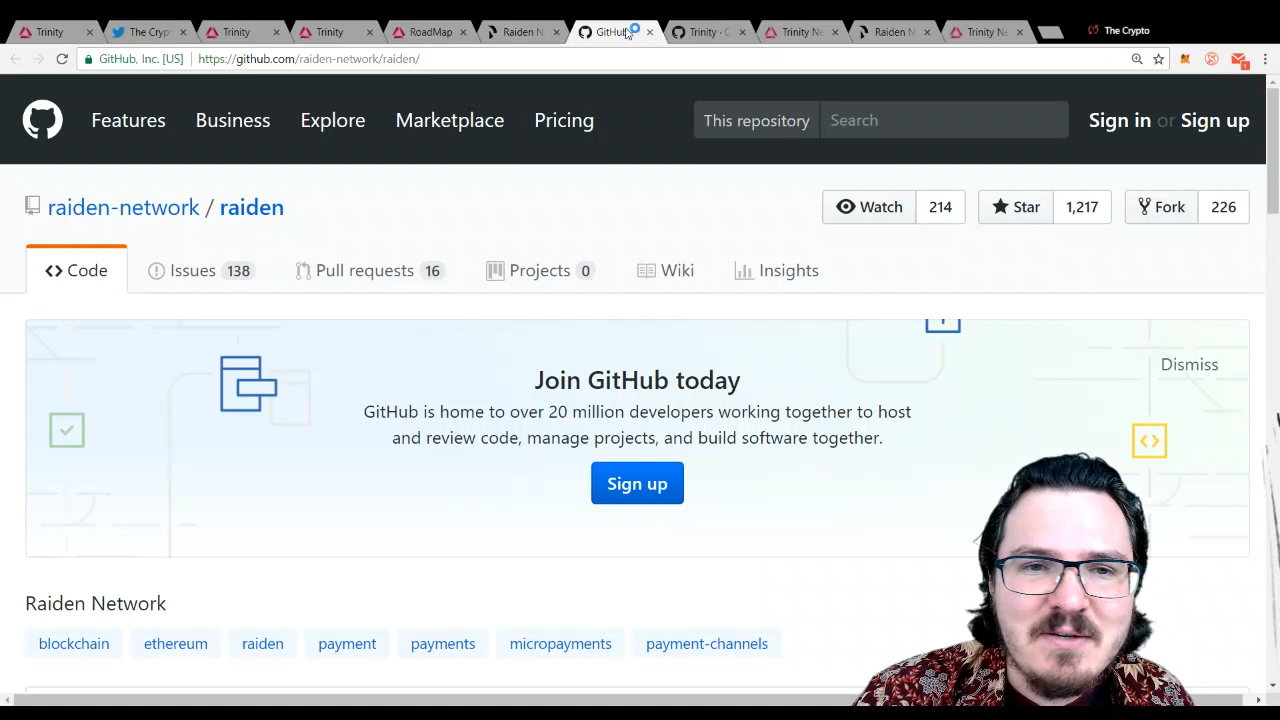 Trinity
The Cryp
Trinity
Trinity
RoadMap
Raiden N
GitHub
Trinity · G
Trinity Ne
Raiden N
Trinity Ne
The Crypto
GitHub, Inc. [US]
https://github.com/raiden-network/raiden/
1
Features Business Explore Marketplace Pricing
This repository Search
Sign in or Sign up
raiden-network / raiden
Watch 214
Star 1,217
Fork 226
Code
Issues 138
Pull requests 16
Projects 0
Wiki
Insights
Join GitHub today
Dismiss
GitHub is home to over 20 million developers working together to host
and review code, manage projects, and build software together.
Sign up
Raiden Network
blockchain ethereum raiden payment payments micropayments payment-channels